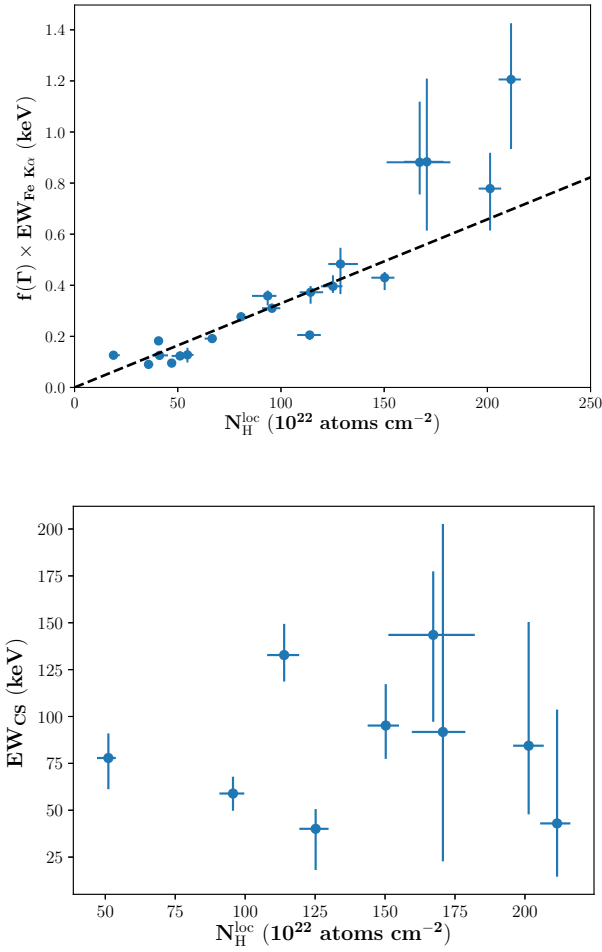 1.4
1.2
1.0
0.8
0.6
0.4
0.2
0.0
f(Γ) × EW_Fe Kα (keV)
0 50 100 150 200 250
N_H^loc (10^22 atoms cm^−2)
200
175
150
125
100
75
50
25
EW_CS (keV)
50 75 100 125 150 175 200
N_H^loc (10^22 atoms cm^−2)